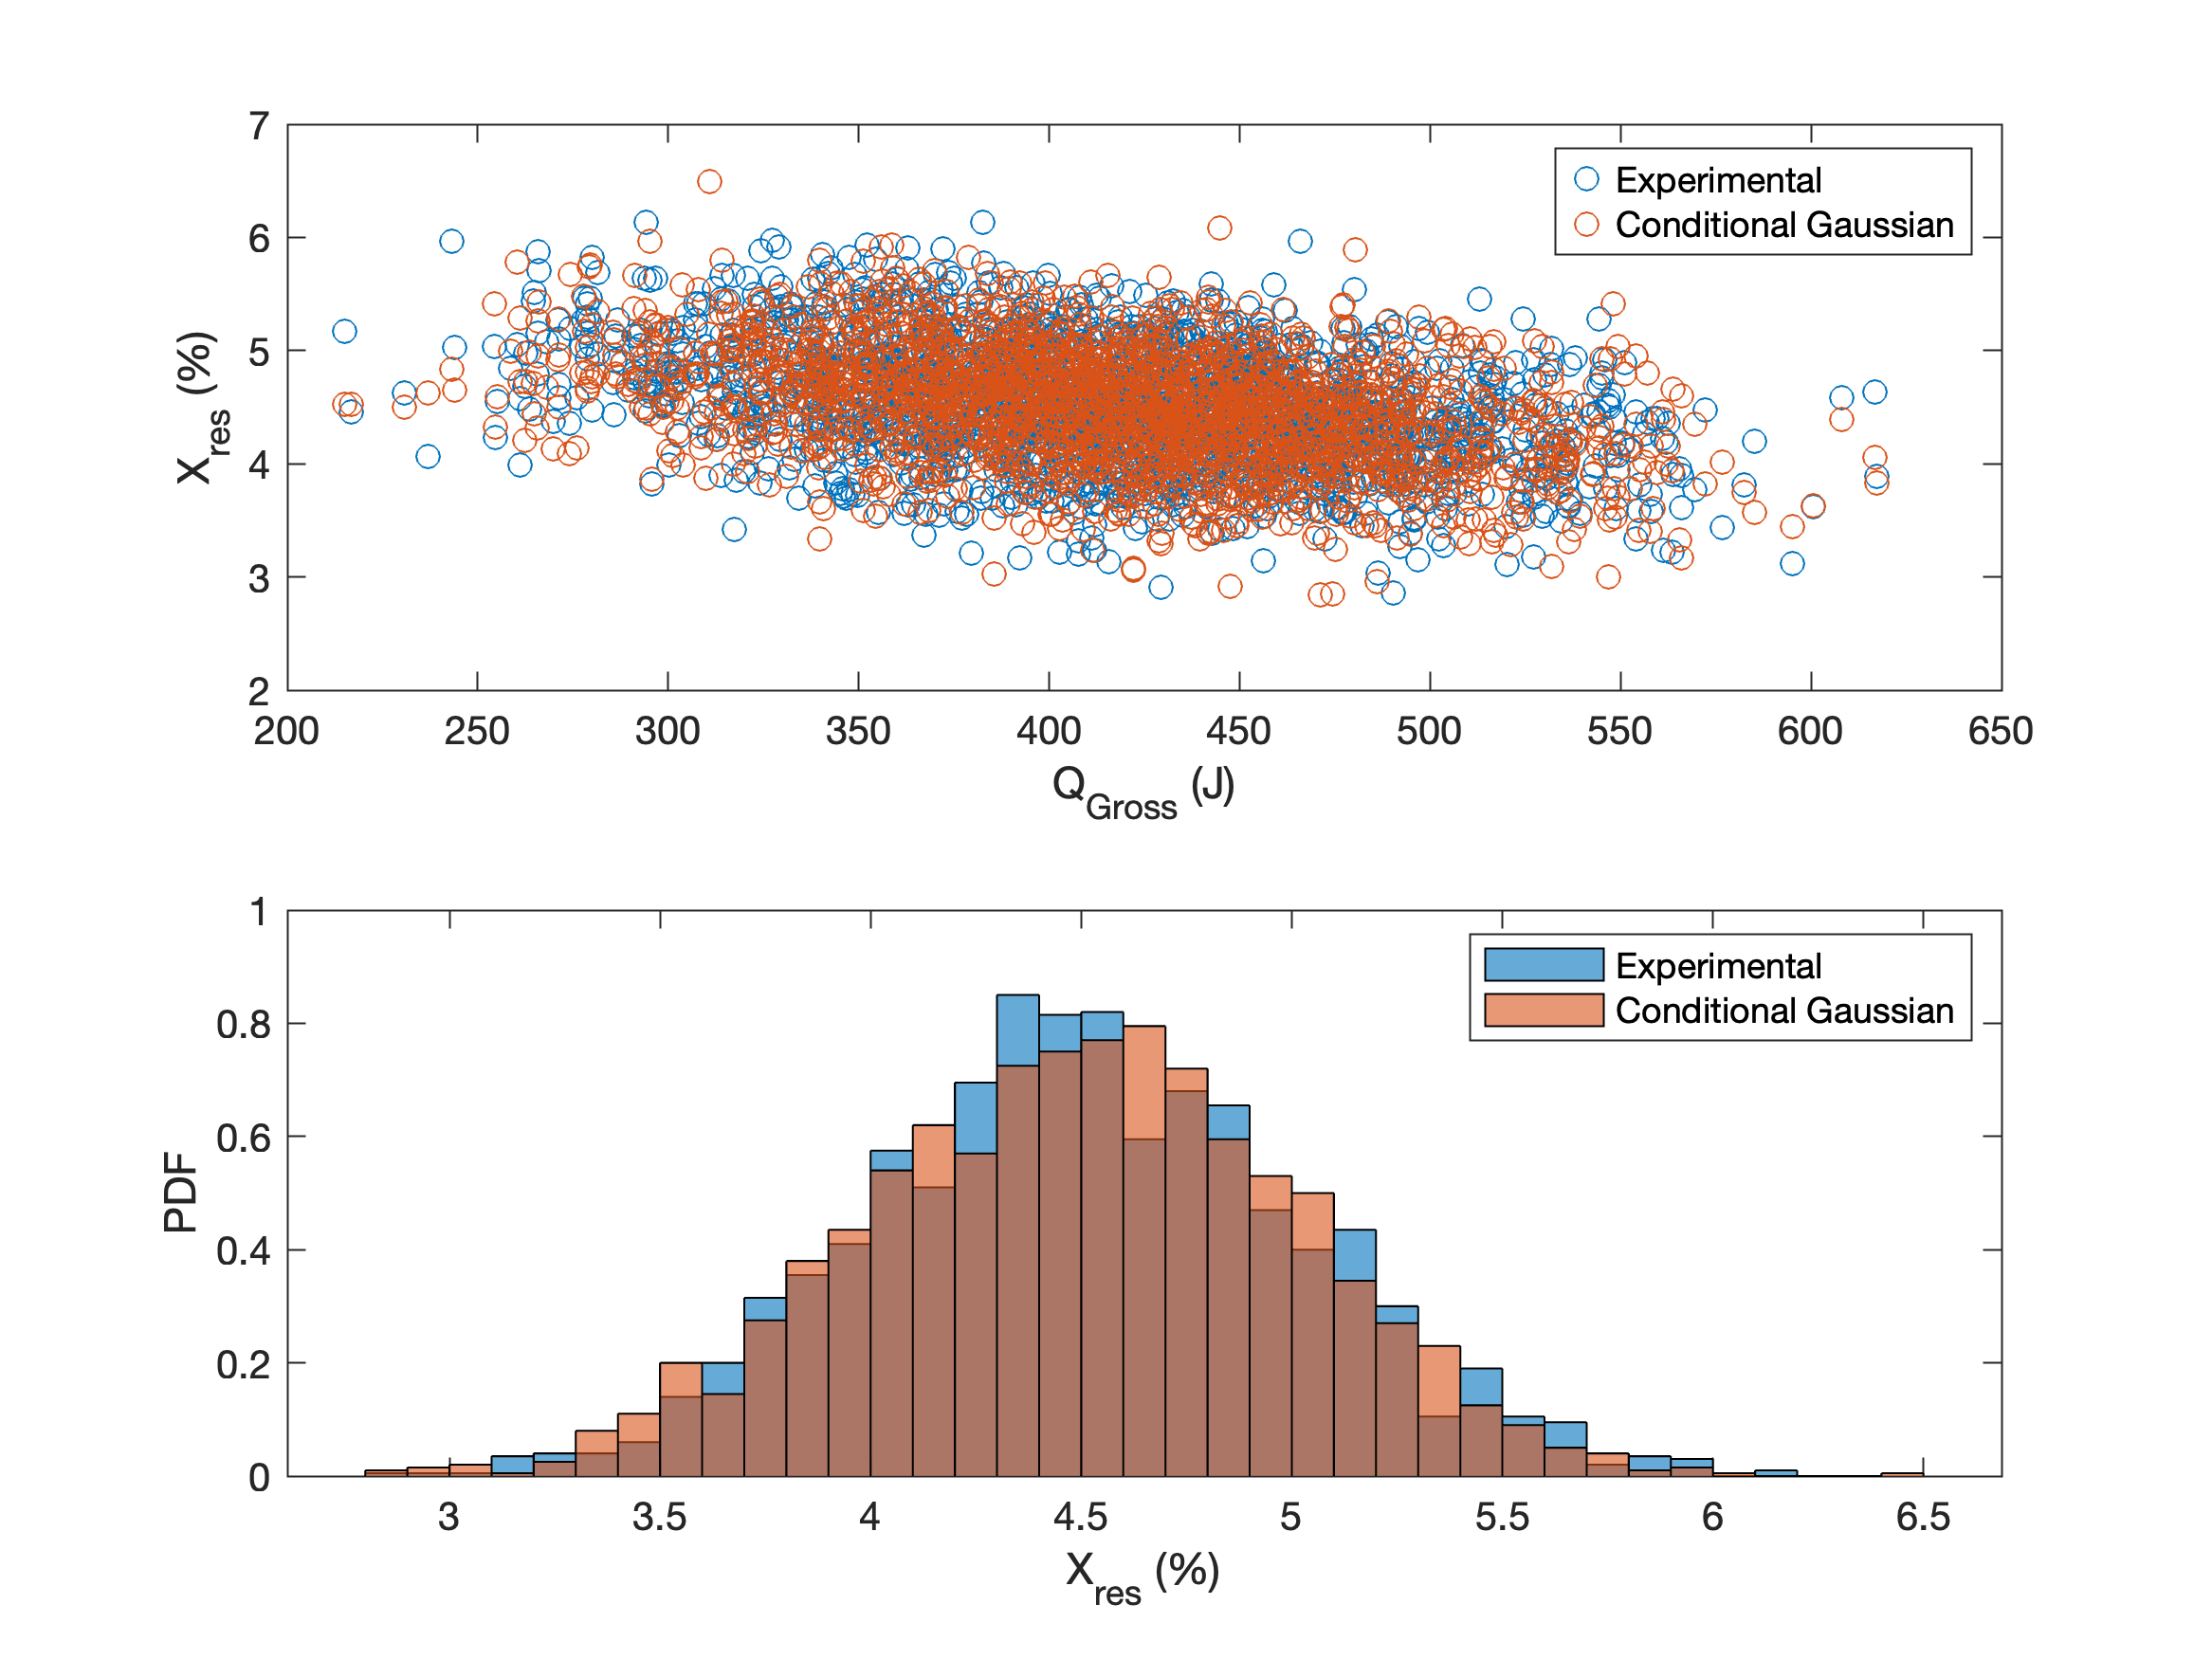 7
6
5
4
3
2
X_res (%)
Experimental
Conditional Gaussian
200 250 300 350 400 450 500 550 600 650
Q_Gross (J)
1
0.8
0.6
0.4
0.2
0
PDF
Experimental
Conditional Gaussian
3 3.5 4 4.5 5 5.5 6 6.5
X_res (%)